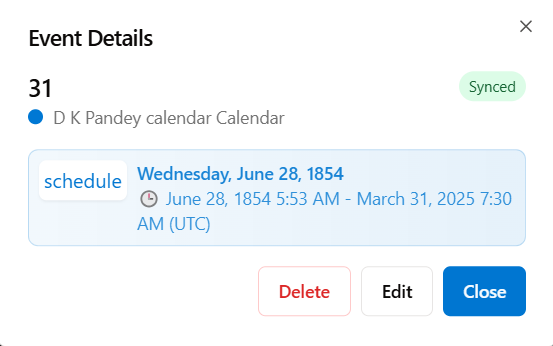 Event Details
31
Synced
D K Pandey calendar Calendar
schedule
Wednesday, June 28, 1854
June 28, 1854 5:53 AM - March 31, 2025 7:30
AM (UTC)
Delete
Edit
Close